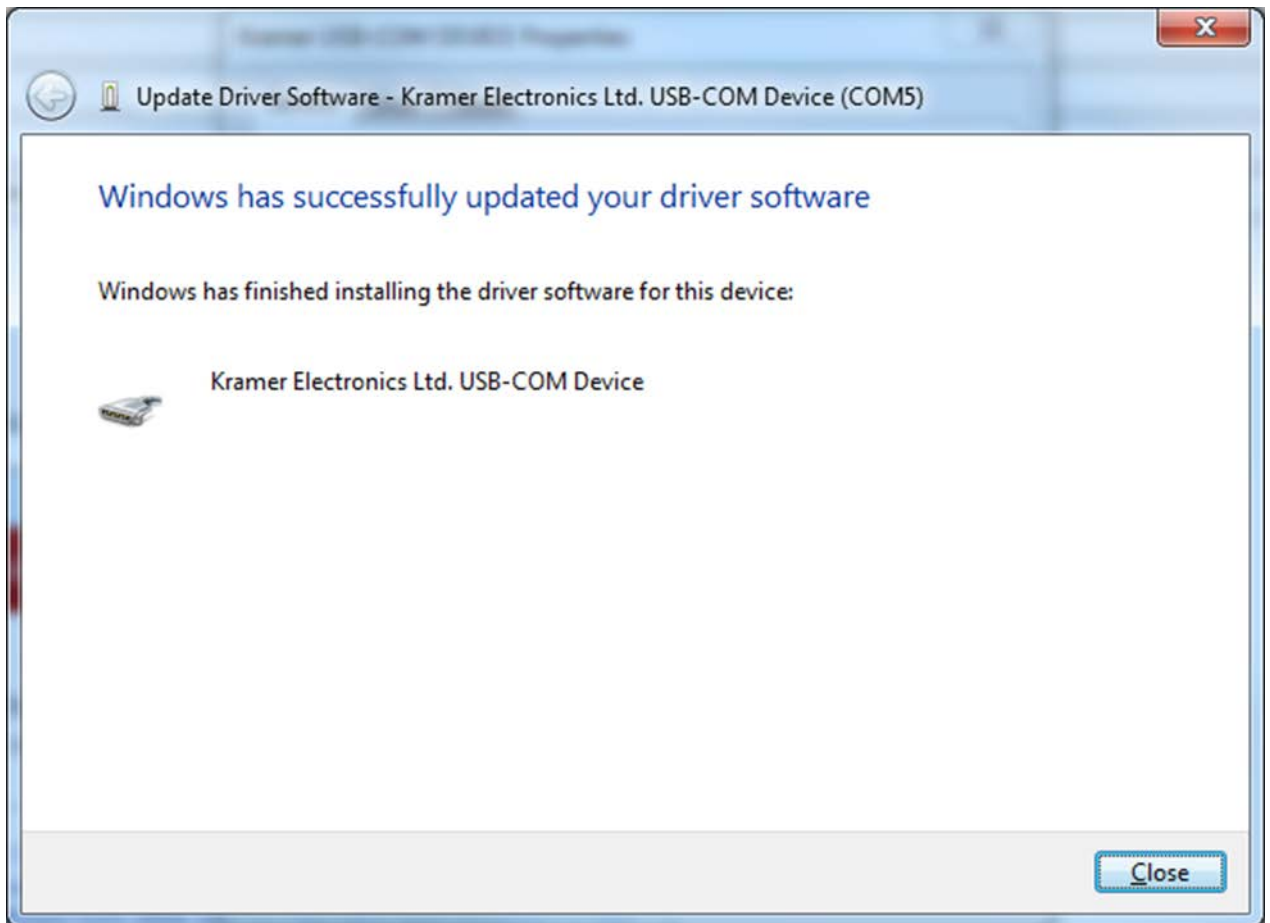 Update Driver Software - Kramer Electronics Ltd. USB-COM Device (COM5)
Windows has successfully updated your driver software
Windows has finished installing the driver software for this device:
Kramer Electronics Ltd. USB-COM Device
Close